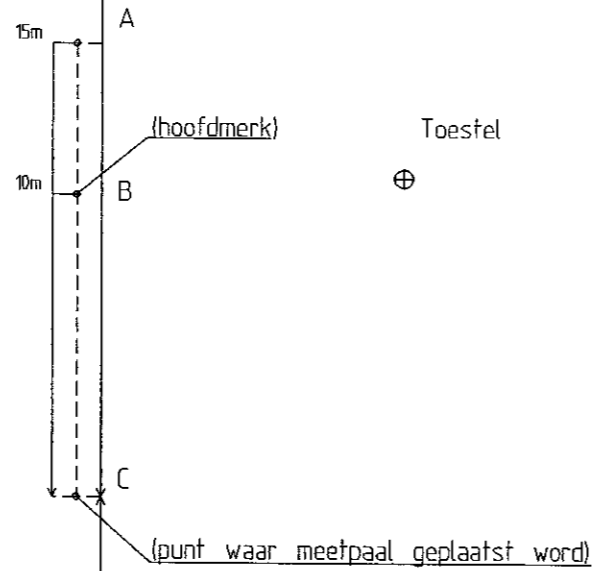 A
15m
(hoofdmerk)
Toestel
10m
B
C
(punt waar meetpaal geplaatst word)